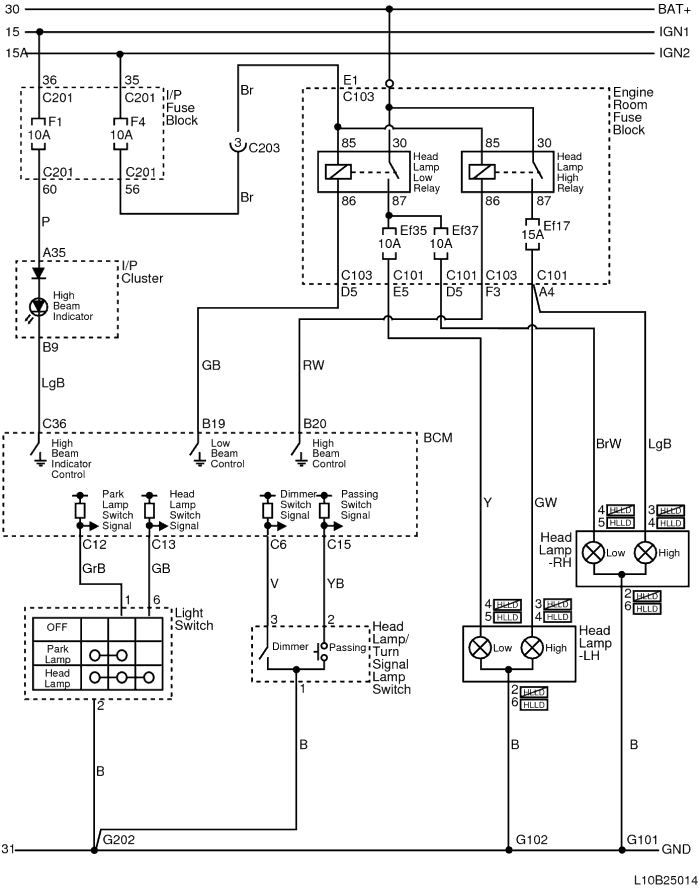 30 BAT+
15 IGN1
15A IGN2
36 35
C201 C201
I/P
Fuse
Block
F1
10A
F4
10A
C201 C201
60 56
Br
3 C203
Br
E1
C103
Engine
Room
Fuse
Block
85 30
Head
Lamp
Low
Relay
86 87
85 30
Head
Lamp
High
Relay
86 87
Ef35
10A
Ef37
10A
Ef17
15A
C103 C101 C101 C103 C101
D5 E5 D5 F3 A4
P
A35
I/P
Cluster
High
Beam
Indicator
B9
LgB
GB
RW
C36 B19 B20
BCM
High
Beam
Indicator
Control
Low
Beam
Control
High
Beam
Control
Park
Lamp
Switch
Signal
Head
Lamp
Switch
Signal
Dimmer
Switch
Signal
Passing
Switch
Signal
C12 C13 C6 C15
GrB GB V YB
Y GW BrW LgB
1 6
Light
Switch
OFF
Park
Lamp
Head
Lamp
2
3 2
Dimmer Passing
Head
Lamp/
Turn
Signal
Lamp
Switch
1
4 HLLD 3 HLLD
5 HLLD 4 HLLD
Head
Lamp
-RH
Low High
2 HLLD
6 HLLD
4 HLLD 3 HLLD
5 HLLD 4 HLLD
Head
Lamp
-LH
Low High
2 HLLD
6 HLLD
B B B B
G202 G102 G101
31 GND
L10B25014